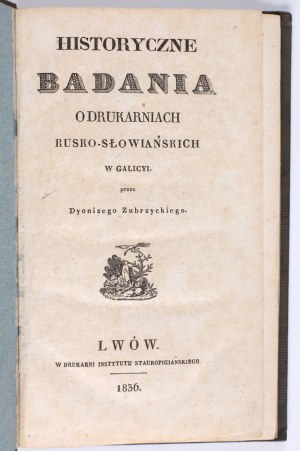 HISTORYCZNE
BADANIA
O DRUKARNIACH
RUSKO-SŁOWIAŃSKICH
W GALICYI.
przez
Dyonizego Zubrzyckiego.
LWÓW.
W DRUKARNI INSTYTUTU STAUROPIGIAŃSKIEGO.
1836.